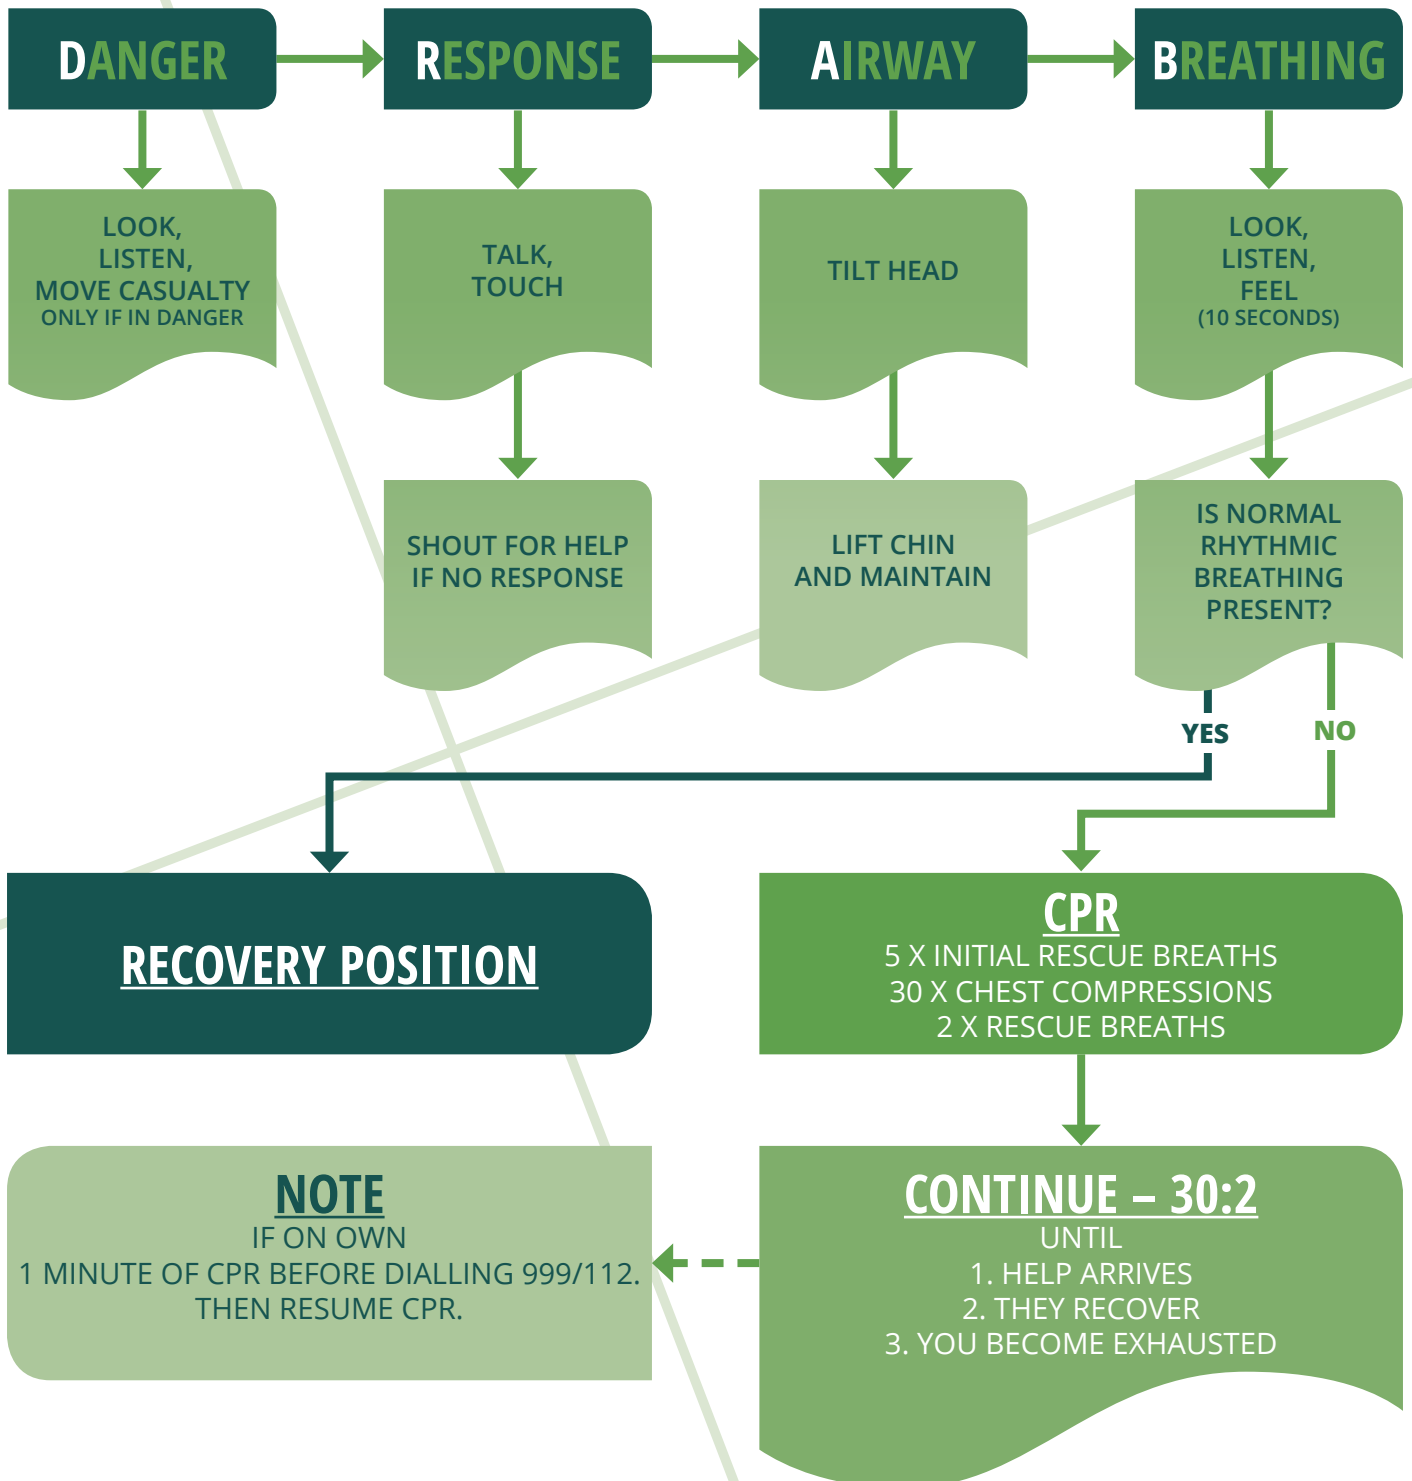 DANGER
RESPONSE
AIRWAY
BREATHING
LOOK,
LISTEN,
MOVE CASUALTY
ONLY IF IN DANGER
TALK,
TOUCH
TILT HEAD
LOOK,
LISTEN,
FEEL
(10 SECONDS)
SHOUT FOR HELP
IF NO RESPONSE
LIFT CHIN
AND MAINTAIN
IS NORMAL
RHYTHMIC
BREATHING
PRESENT?
YES
NO
RECOVERY POSITION
CPR
5 X INITIAL RESCUE BREATHS
30 X CHEST COMPRESSIONS
2 X RESCUE BREATHS
NOTE
IF ON OWN
1 MINUTE OF CPR BEFORE DIALLING 999/112.
THEN RESUME CPR.
CONTINUE – 30:2
UNTIL
1. HELP ARRIVES
2. THEY RECOVER
3. YOU BECOME EXHAUSTED